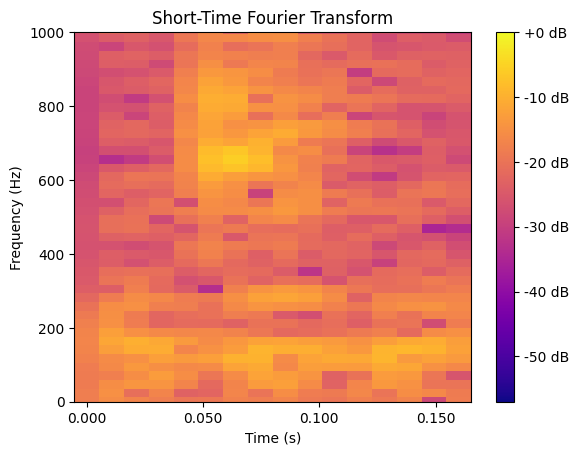 Short-Time Fourier Transform
1000
800
600
400
200
0
Frequency (Hz)
0.000
0.050
0.100
0.150
Time (s)
+0 dB
-10 dB
-20 dB
-30 dB
-40 dB
-50 dB